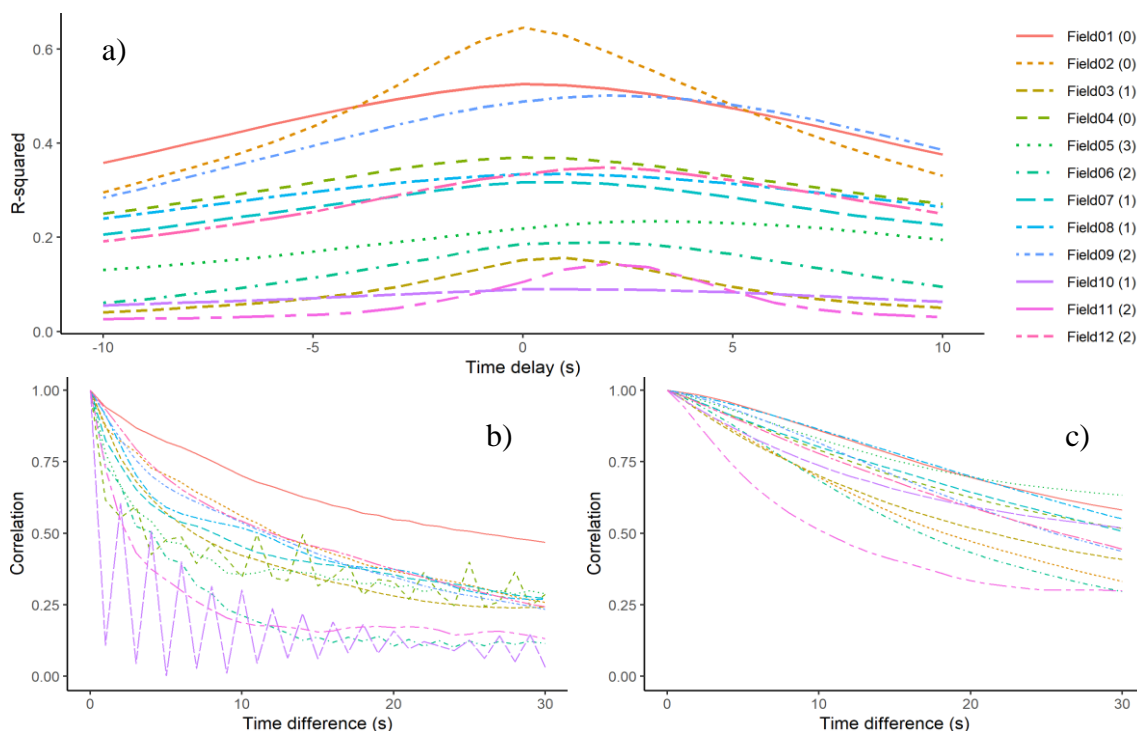 a)
R-squared
0.6
0.4
0.2
0.0
-10
-5
0
5
10
Time delay (s)
Field01 (0)
Field02 (0)
Field03 (1)
Field04 (0)
Field05 (3)
Field06 (2)
Field07 (1)
Field08 (1)
Field09 (2)
Field10 (1)
Field11 (2)
Field12 (2)
b)
Correlation
1.00
0.75
0.50
0.25
0.00
0
10
20
30
Time difference (s)
c)
Correlation
1.00
0.75
0.50
0.25
0.00
0
10
20
30
Time difference (s)